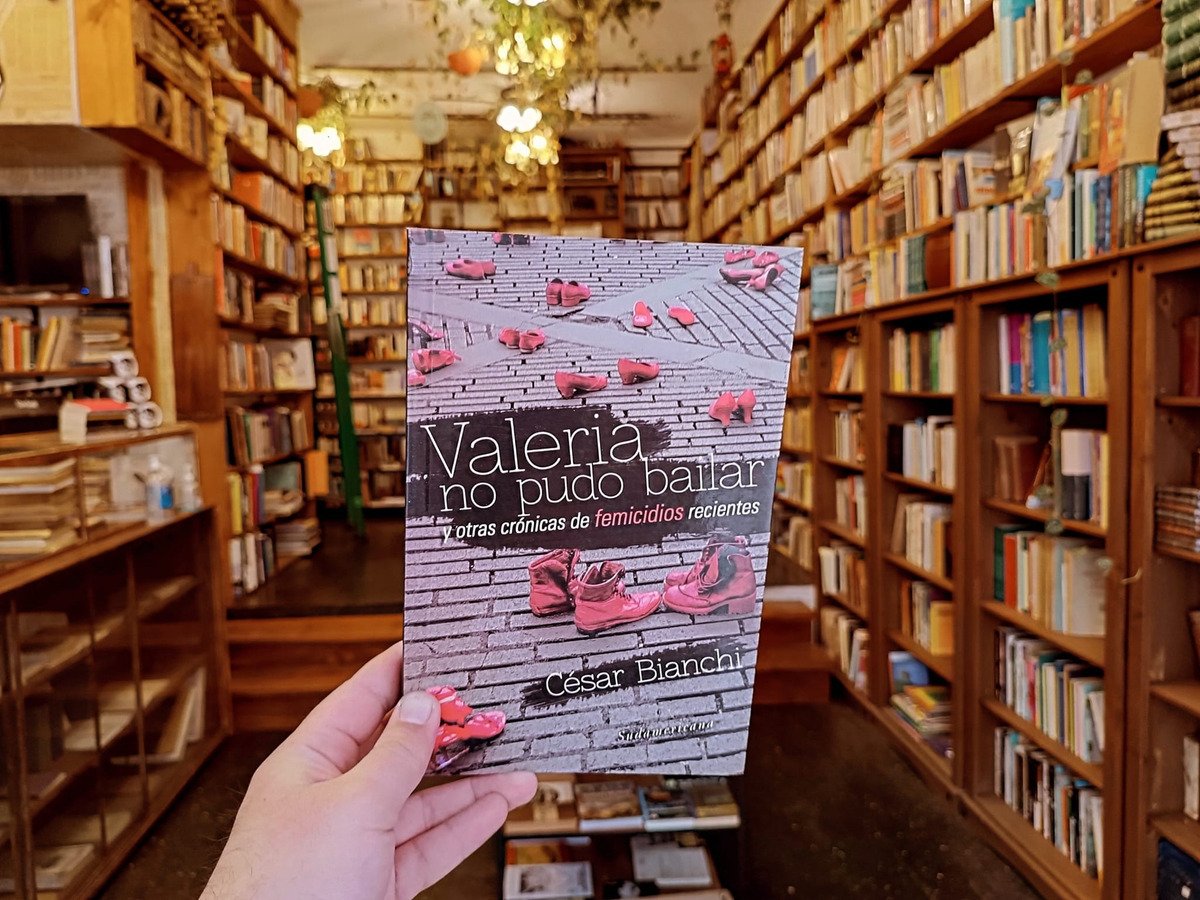 Valeria
no pudo bailar
y otras crónicas de femicidios recientes
César Bianchi
Sudamericana